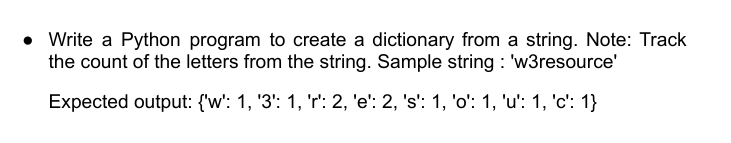 ● Write a Python program to create a dictionary from a string. Note: Track
the count of the letters from the string. Sample string : 'w3resource'
Expected output: {'w': 1, '3': 1, 'r': 2, 'e': 2, 's': 1, 'o': 1, 'u': 1, 'c': 1}